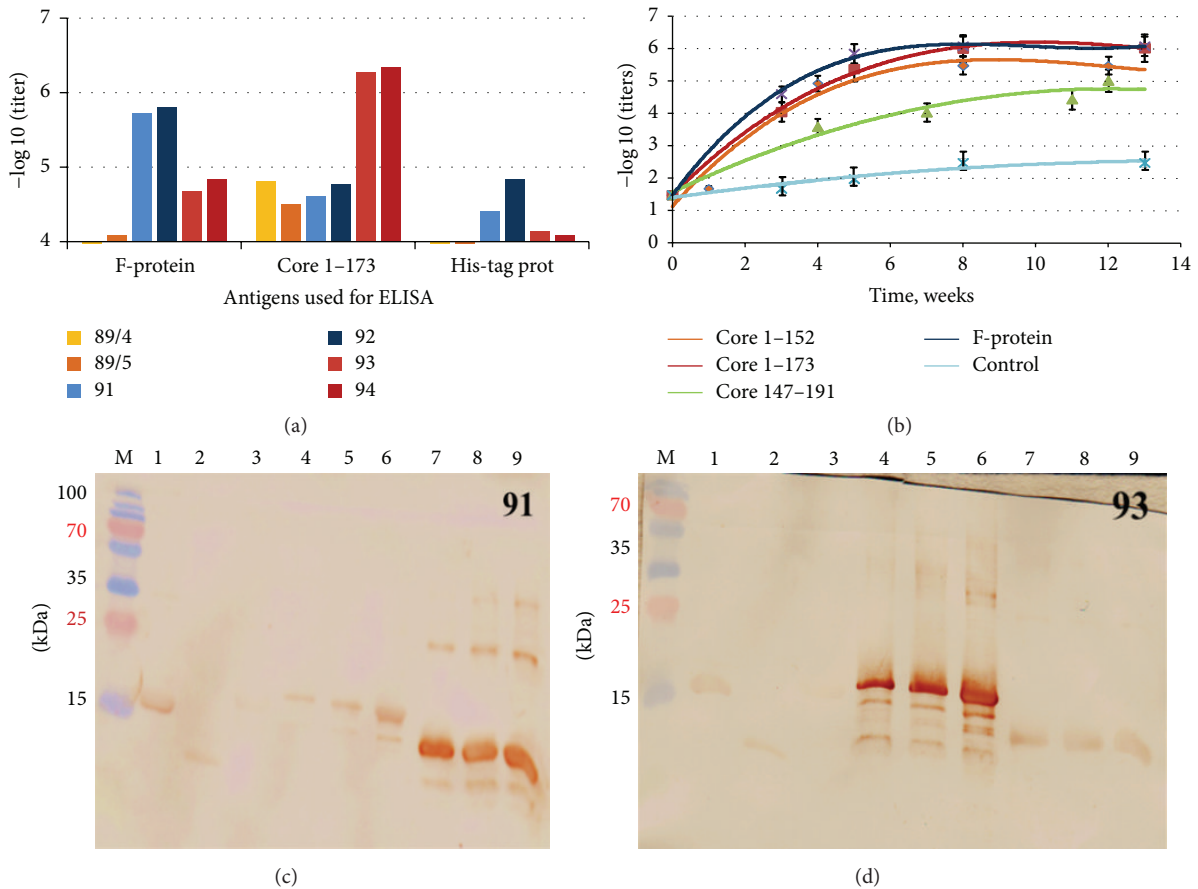 7
6
5
4
−log10 (titer)
F-protein
Core 1–173
His-tag prot
Antigens used for ELISA
89/4
89/5
91
92
93
94
(a)
7
6
5
4
3
2
1
0
−log10 (titers)
0
2
4
6
8
10
12
14
Time, weeks
Core 1–152
Core 1–173
Core 147–191
F-protein
Control
(b)
M 1 2 3 4 5 6 7 8 9
100
70
35
25
15
(kDa)
91
(c)
M 1 2 3 4 5 6 7 8 9
70
35
25
15
(kDa)
93
(d)